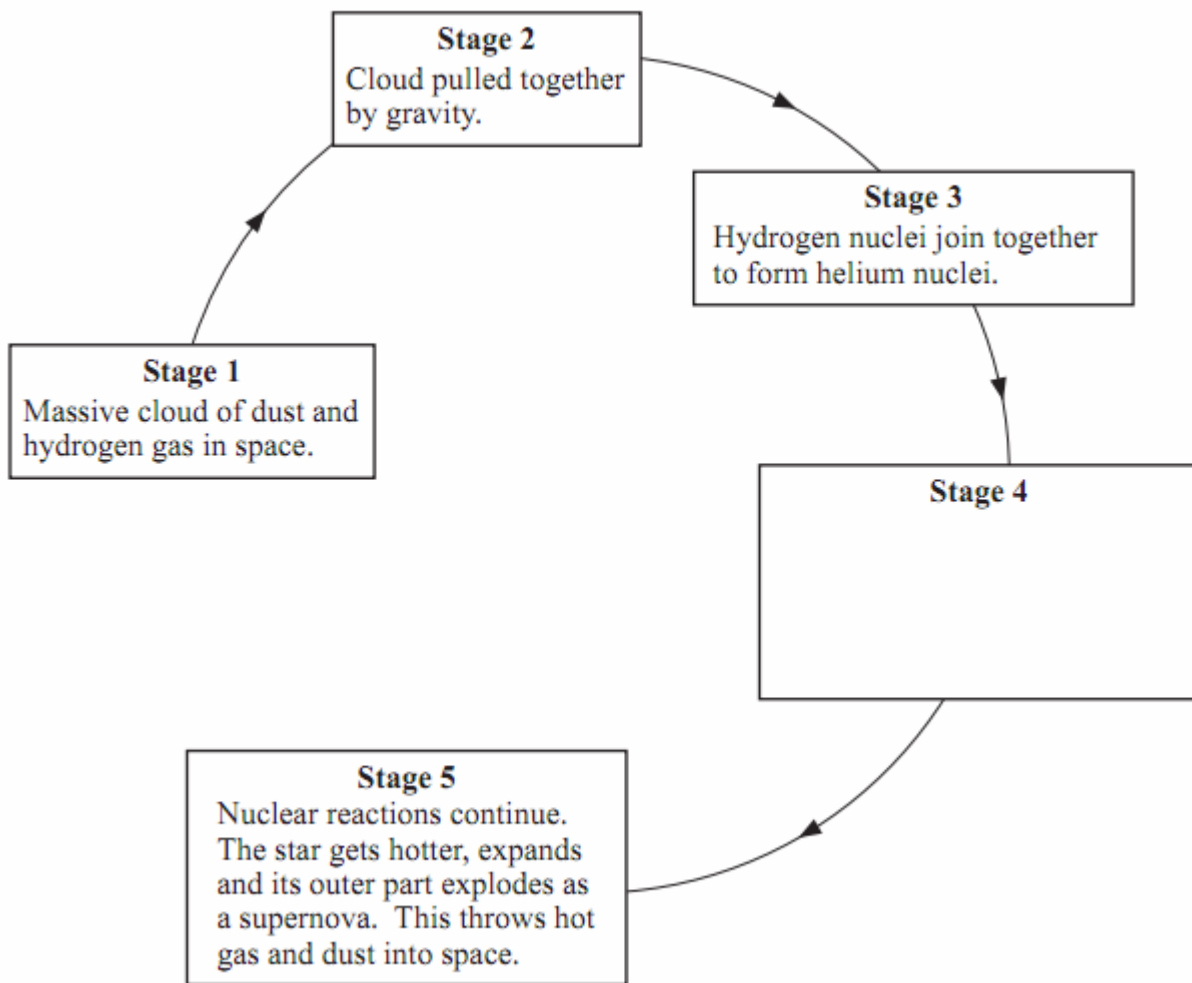 Stage 1
Massive cloud of dust and
hydrogen gas in space.
Stage 2
Cloud pulled together
by gravity.
Stage 3
Hydrogen nuclei join together
to form helium nuclei.
Stage 4
Stage 5
Nuclear reactions continue.
The star gets hotter, expands
and its outer part explodes as
a supernova. This throws hot
gas and dust into space.